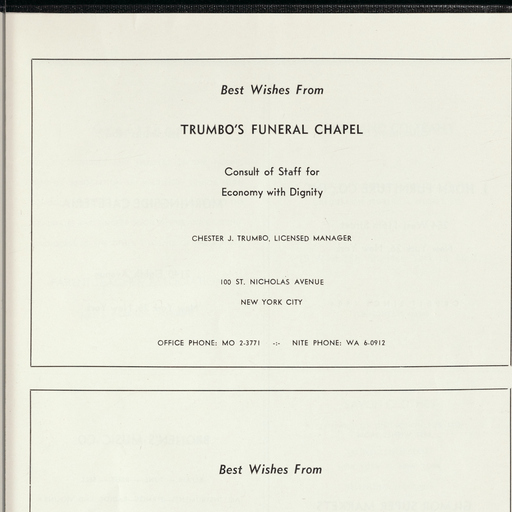 Best Wishes From
TRUMBO'S FUNERAL CHAPEL
Consult of Staff for
Economy with Dignity
CHESTER J. TRUMBO, LICENSED MANAGER
100 ST. NICHOLAS AVENUE
NEW YORK CITY
OFFICE PHONE: MO 2-3771 -:- NITE PHONE: WA 6-0912
Best Wishes From